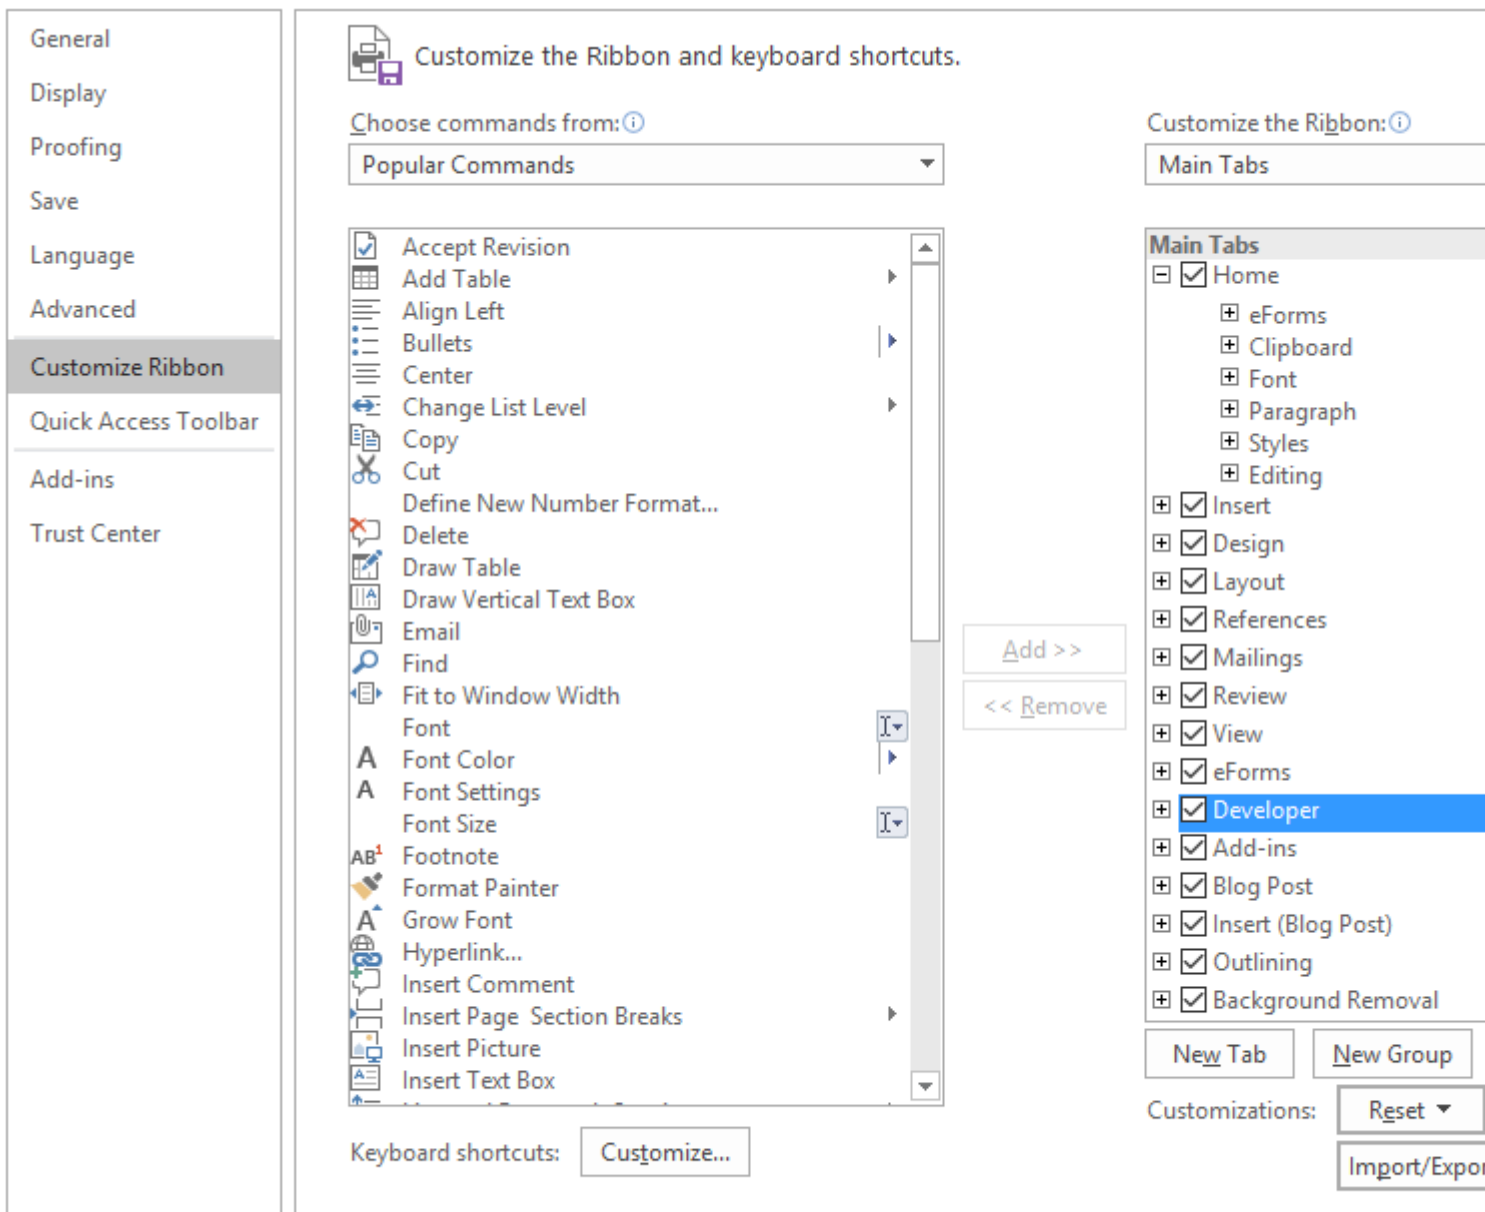 General
Display
Proofing
Save
Language
Advanced
Customize Ribbon
Quick Access Toolbar
Add-ins
Trust Center
Customize the Ribbon and keyboard shortcuts.
Choose commands from:
Popular Commands
Accept Revision
Add Table
Align Left
Bullets
Center
Change List Level
Copy
Cut
Define New Number Format...
Delete
Draw Table
Draw Vertical Text Box
Email
Find
Fit to Window Width
Font
Font Color
Font Settings
Font Size
Footnote
Format Painter
Grow Font
Hyperlink...
Insert Comment
Insert Page Section Breaks
Insert Picture
Insert Text Box
Keyboard shortcuts:
Customize...
Add >>
<< Remove
Customize the Ribbon:
Main Tabs
Main Tabs
Home
eForms
Clipboard
Font
Paragraph
Styles
Editing
Insert
Design
Layout
References
Mailings
Review
View
eForms
Developer
Add-ins
Blog Post
Insert (Blog Post)
Outlining
Background Removal
New Tab
New Group
Customizations:
Reset
Import/Expor